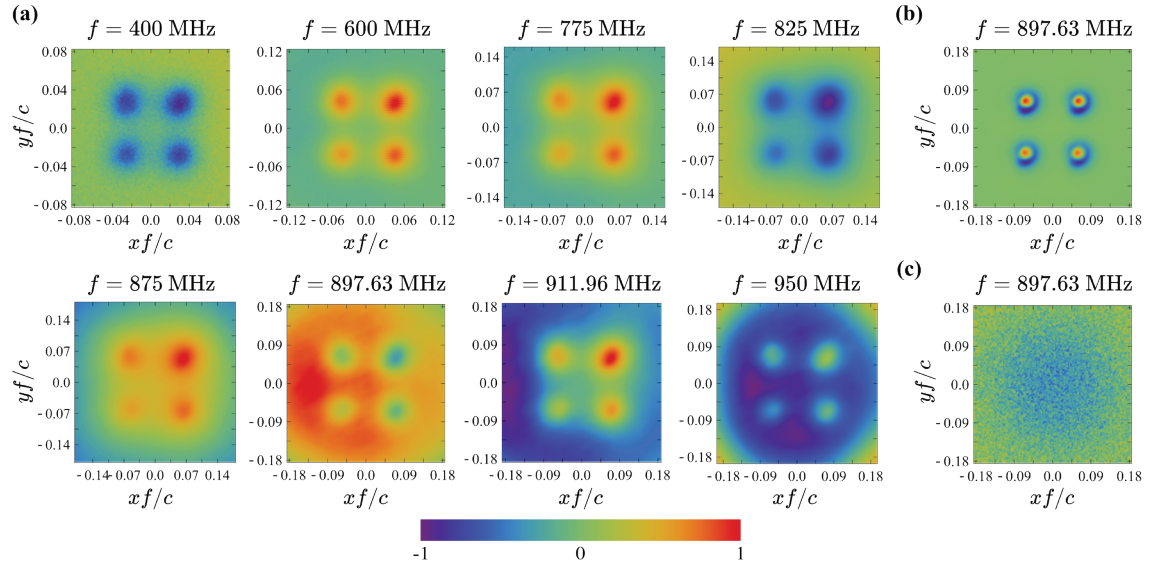 (a)
f = 400 MHz
f = 600 MHz
f = 775 MHz
f = 825 MHz
(b)
f = 897.63 MHz
yf/c
0.08
0.04
0.0
-0.04
-0.08
-0.08 -0.04 0.0 0.04 0.08
xf/c
0.12
0.06
0.0
-0.06
-0.12
-0.12 -0.06 0.0 0.06 0.12
xf/c
0.14
0.07
0.0
-0.07
-0.14
-0.14 -0.07 0.0 0.07 0.14
xf/c
0.14
0.07
0.0
-0.07
-0.14
-0.14 -0.07 0.0 0.07 0.14
xf/c
yf/c
0.18
0.09
0.0
-0.09
-0.18
-0.18 -0.09 0.0 0.09 0.18
xf/c
f = 875 MHz
f = 897.63 MHz
f = 911.96 MHz
f = 950 MHz
(c)
f = 897.63 MHz
yf/c
0.14
0.07
0.0
-0.07
-0.14
-0.14 -0.07 0.0 0.07 0.14
xf/c
0.18
0.09
0.0
-0.09
-0.18
-0.18 -0.09 0.0 0.09 0.18
xf/c
0.18
0.09
0.0
-0.09
-0.18
-0.18 -0.09 0.0 0.09 0.18
xf/c
0.18
0.09
0.0
-0.09
-0.18
-0.18 -0.09 0.0 0.09 0.18
xf/c
yf/c
0.18
0.09
0.0
-0.09
-0.18
-0.18 -0.09 0.0 0.09 0.18
xf/c
-1 0 1